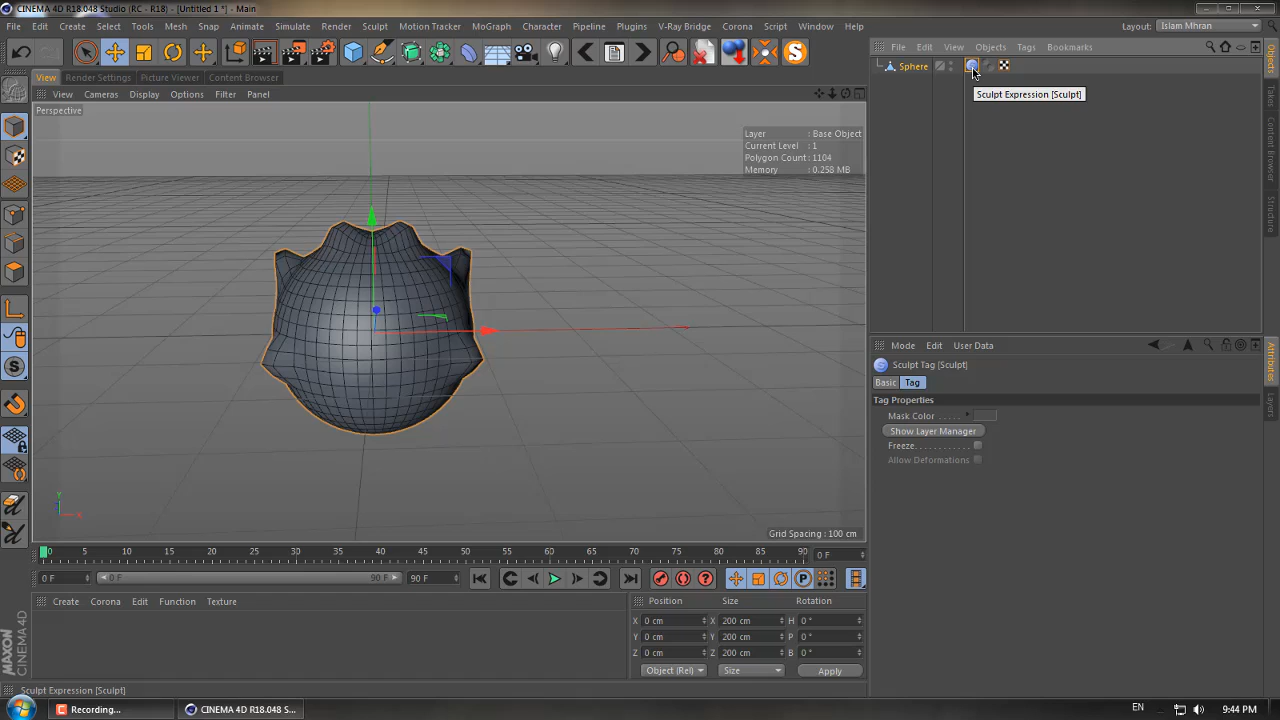 CINEMA 4D R18.048 Studio (RC - R18) - [Untitled 1 *] - Main
File Edit Create Select Tools Mesh Snap Animate Simulate Render Sculpt Motion Tracker MoGraph Character Pipeline Plugins V-Ray Bridge Corona Script Window Help Layout: Islam Mhran
File Edit View Objects Tags Bookmarks
View Render Settings Picture Viewer Content Browser
Sphere
View Cameras Display Options Filter Panel
Sculpt Expression [Sculpt]
Perspective
Layer : Base Object
Current Level : 1
Polygon Count : 1104
Memory : 0.258 MB
Y
X
Grid Spacing : 100 cm
Objects
Takes
Content Browser
Structure
Mode Edit User Data
Sculpt Tag [Sculpt]
Basic Tag
Tag Properties
Mask Color
Show Layer Manager
Freeze
Allow Deformations
Attributes
Layers
0 5 10 15 20 25 30 35 40 45 50 55 60 65 70 75 80 85 90 0 F
0 F 0 F 90 F 90 F
Create Corona Edit Function Texture
Position Size Rotation
X 0 cm X 200 cm H 0 °
Y 0 cm Y 200 cm P 0 °
Z 0 cm Z 200 cm B 0 °
Object (Rel) Size Apply
MAXON CINEMA 4D
Sculpt Expression [Sculpt]
Recording... CINEMA 4D R18.048 S... EN 9:44 PM